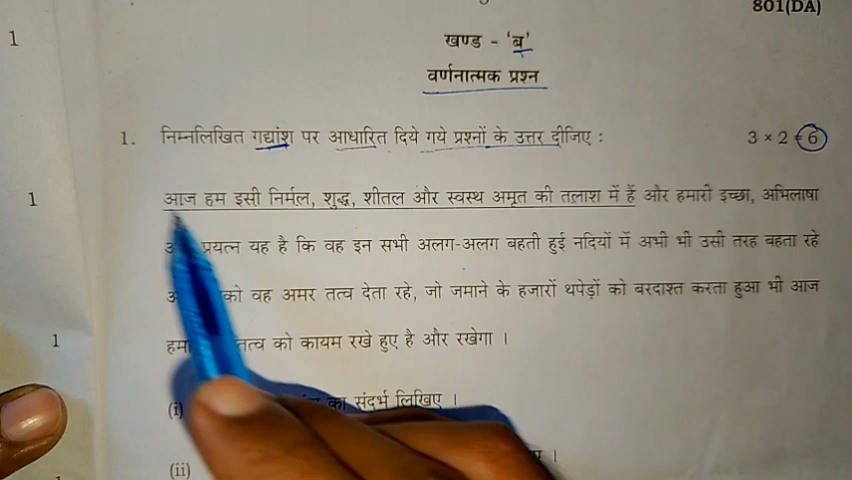 801(DA)
1
खण्ड - 'ब'
वर्णनात्मक प्रश्न
1. निम्नलिखित गद्यांश पर आधारित दिये गये प्रश्नों के उत्तर दीजिए : 3 × 2 = 6
1 आज हम इसी निर्मल, शुद्ध, शीतल और स्वस्थ अमृत की तलाश में हैं और हमारी इच्छा, अभिलाषा
प्रयत्न यह है कि वह इन सभी अलग-अलग बहती हुई नदियों में अभी भी उसी तरह बहता रहे
को वह अमर तत्व देता रहे, जो जमाने के हजारों थपेड़ों को बरदाश्त करता हुआ भी आज
1 तत्व को कायम रखे हुए है और रखेगा ।
(i) का संदर्भ लिखिए ।
(ii)